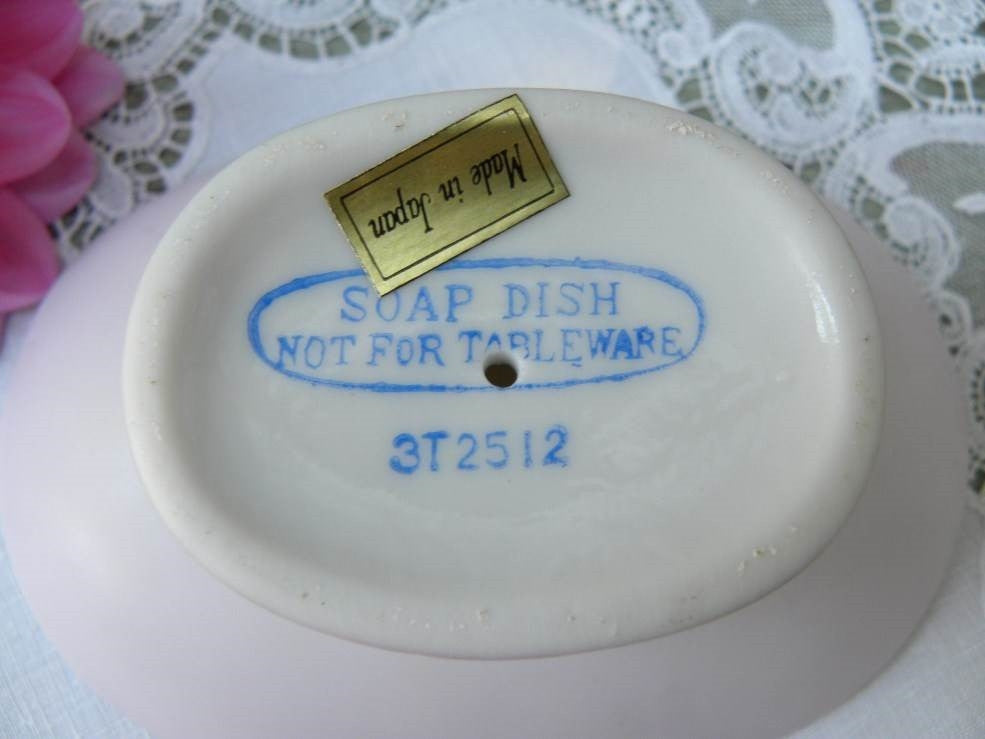 Made in Japan
SOAP DISH
NOT FOR TABLEWARE
3T2512